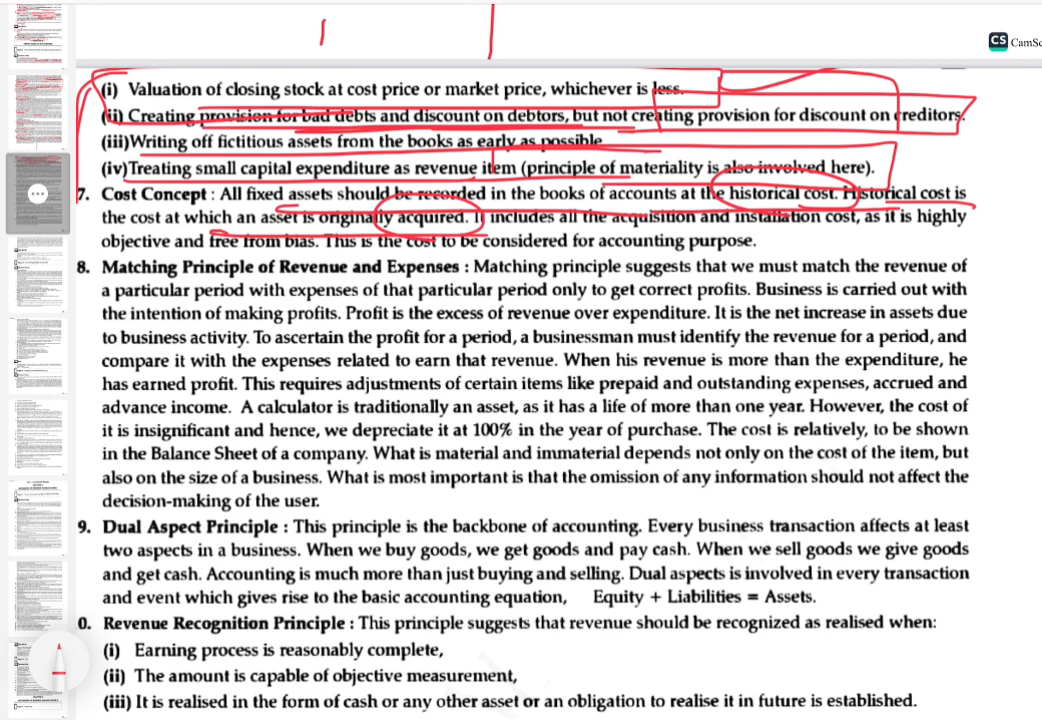 CS CamSc
(i) Valuation of closing stock at cost price or market price, whichever is less.
(ii) Creating provision for bad debts and discount on debtors, but not creating provision for discount on creditors.
(iii)Writing off fictitious assets from the books as early as possible
(iv)Treating small capital expenditure as revenue item (principle of materiality is also involved here).
7. Cost Concept : All fixed assets should be recorded in the books of accounts at the historical cost. Historical cost is
the cost at which an asset is originally acquired. includes all the acquisition and installation cost, as it is highly
objective and free from bias. This is the cost to be considered for accounting purpose.
8. Matching Principle of Revenue and Expenses : Matching principle suggests that we must match the revenue of
a particular period with expenses of that particular period only to get correct profits. Business is carried out with
the intention of making profits. Profit is the excess of revenue over expenditure. It is the net increase in assets due
to business activity. To ascertain the profit for a period, a businessman must identify the revenue for a period, and
compare it with the expenses related to earn that revenue. When his revenue is more than the expenditure, he
has earned profit. This requires adjustments of certain items like prepaid and outstanding expenses, accrued and
advance income. A calculator is traditionally an asset, as it has a life of more than one year. However, the cost of
it is insignificant and hence, we depreciate it at 100% in the year of purchase. The cost is relatively, to be shown
in the Balance Sheet of a company. What is material and immaterial depends not only on the cost of the item, but
also on the size of a business. What is most important is that the omission of any information should not affect the
decision-making of the user.
9. Dual Aspect Principle : This principle is the backbone of accounting. Every business transaction affects at least
two aspects in a business. When we buy goods, we get goods and pay cash. When we sell goods we give goods
and get cash. Accounting is much more than just buying and selling. Dual aspects is involved in every transaction
and event which gives rise to the basic accounting equation, Equity + Liabilities = Assets.
0. Revenue Recognition Principle : This principle suggests that revenue should be recognized as realised when:
(i) Earning process is reasonably complete,
(ii) The amount is capable of objective measurement,
(iii) It is realised in the form of cash or any other asset or an obligation to realise it in future is established.